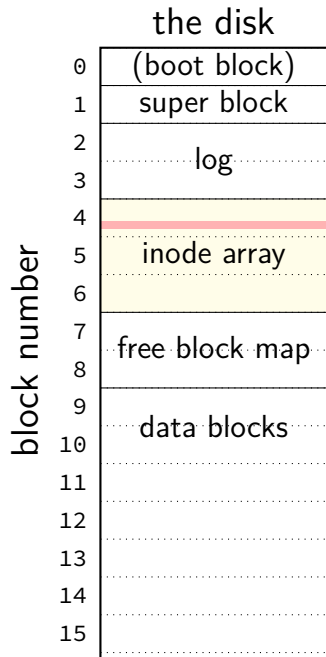 the disk
0 (boot block)
1 super block
2
log
3
4
5 inode array
6
7
free block map
8
9
data blocks
10
11
12
13
14
15
block number